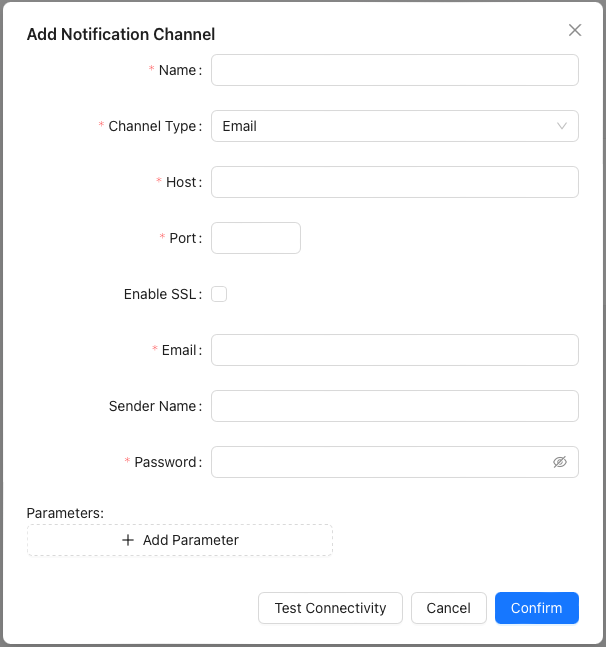 Add Notification Channel
* Name :
* Channel Type : Email
* Host :
* Port :
Enable SSL :
* Email :
Sender Name :
* Password :
Parameters:
+ Add Parameter
Test Connectivity Cancel Confirm